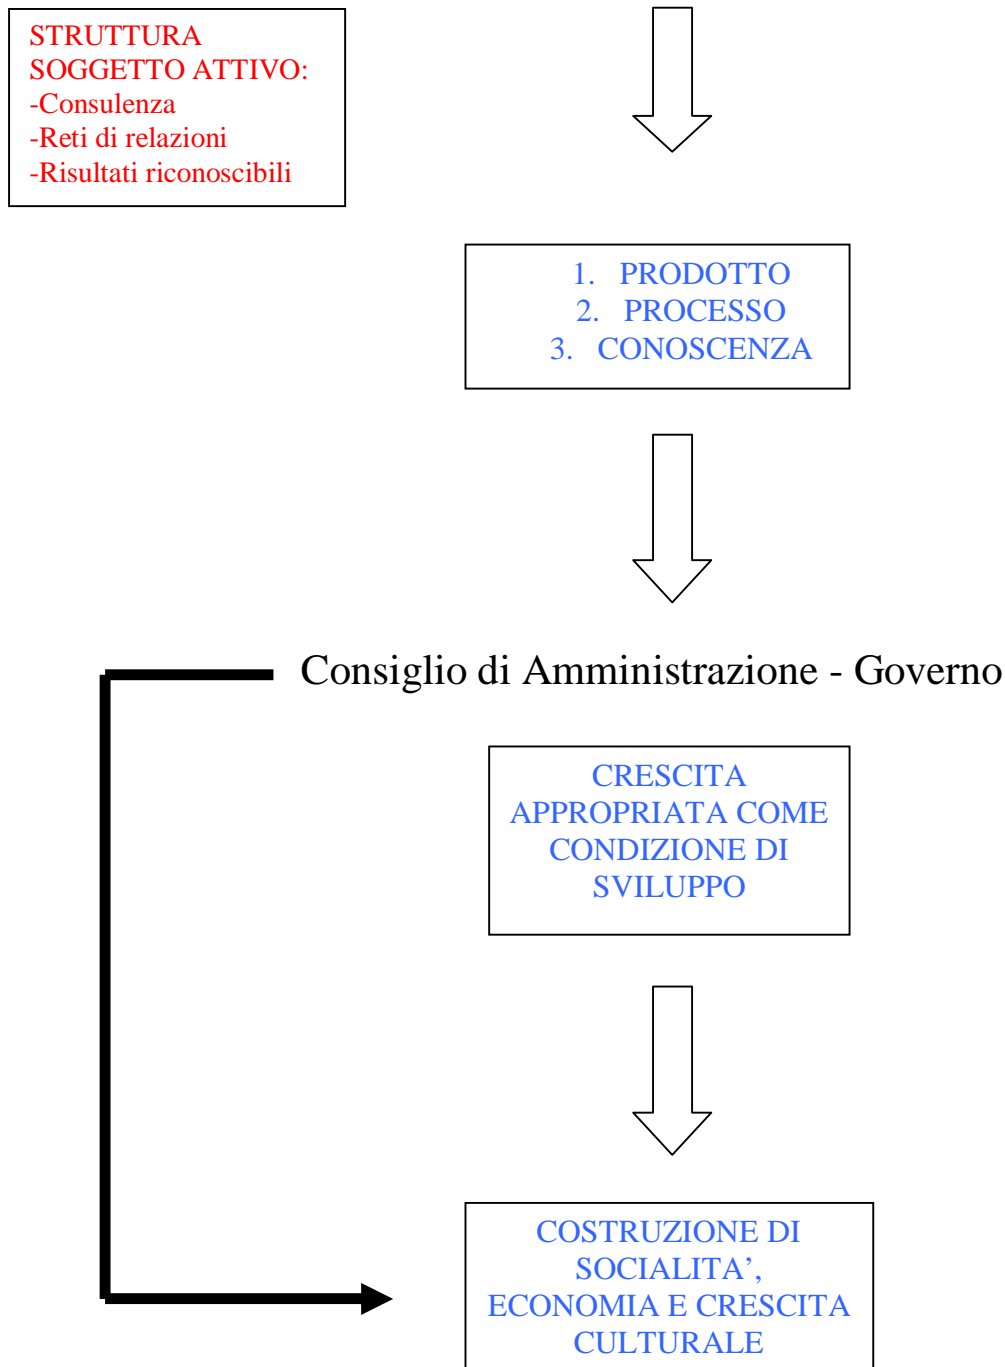 STRUTTURA
SOGGETTO ATTIVO:
-Consulenza
-Reti di relazioni
-Risultati riconoscibili
1. PRODOTTO
2. PROCESSO
3. CONOSCENZA
Consiglio di Amministrazione - Governo
CRESCITA
APPROPRIATA COME
CONDIZIONE DI
SVILUPPO
COSTRUZIONE DI
SOCIALITA’,
ECONOMIA E CRESCITA
CULTURALE